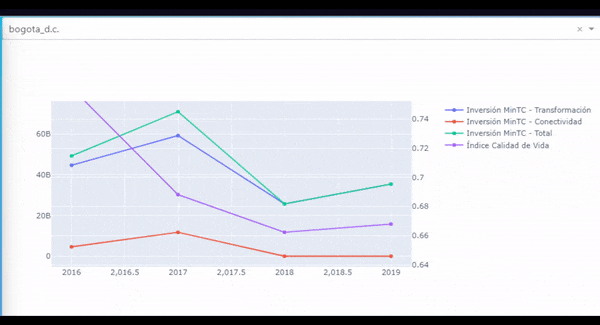 bogota_d.c.
× ▾
Inversión MinTC - Transformación
Inversión MinTC - Conectividad
Inversión MinTC - Total
Índice Calidad de Vida
60B
40B
20B
0
0.74
0.72
0.7
0.68
0.66
0.64
2016
2,016.5
2017
2,017.5
2018
2,018.5
2019